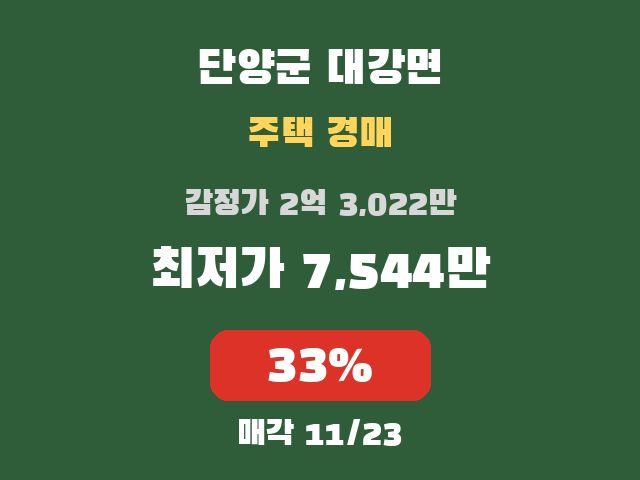 단양군 대강면
주택 경매
감정가 2억 3,022만
최저가 7,544만
33%
매각 11/23